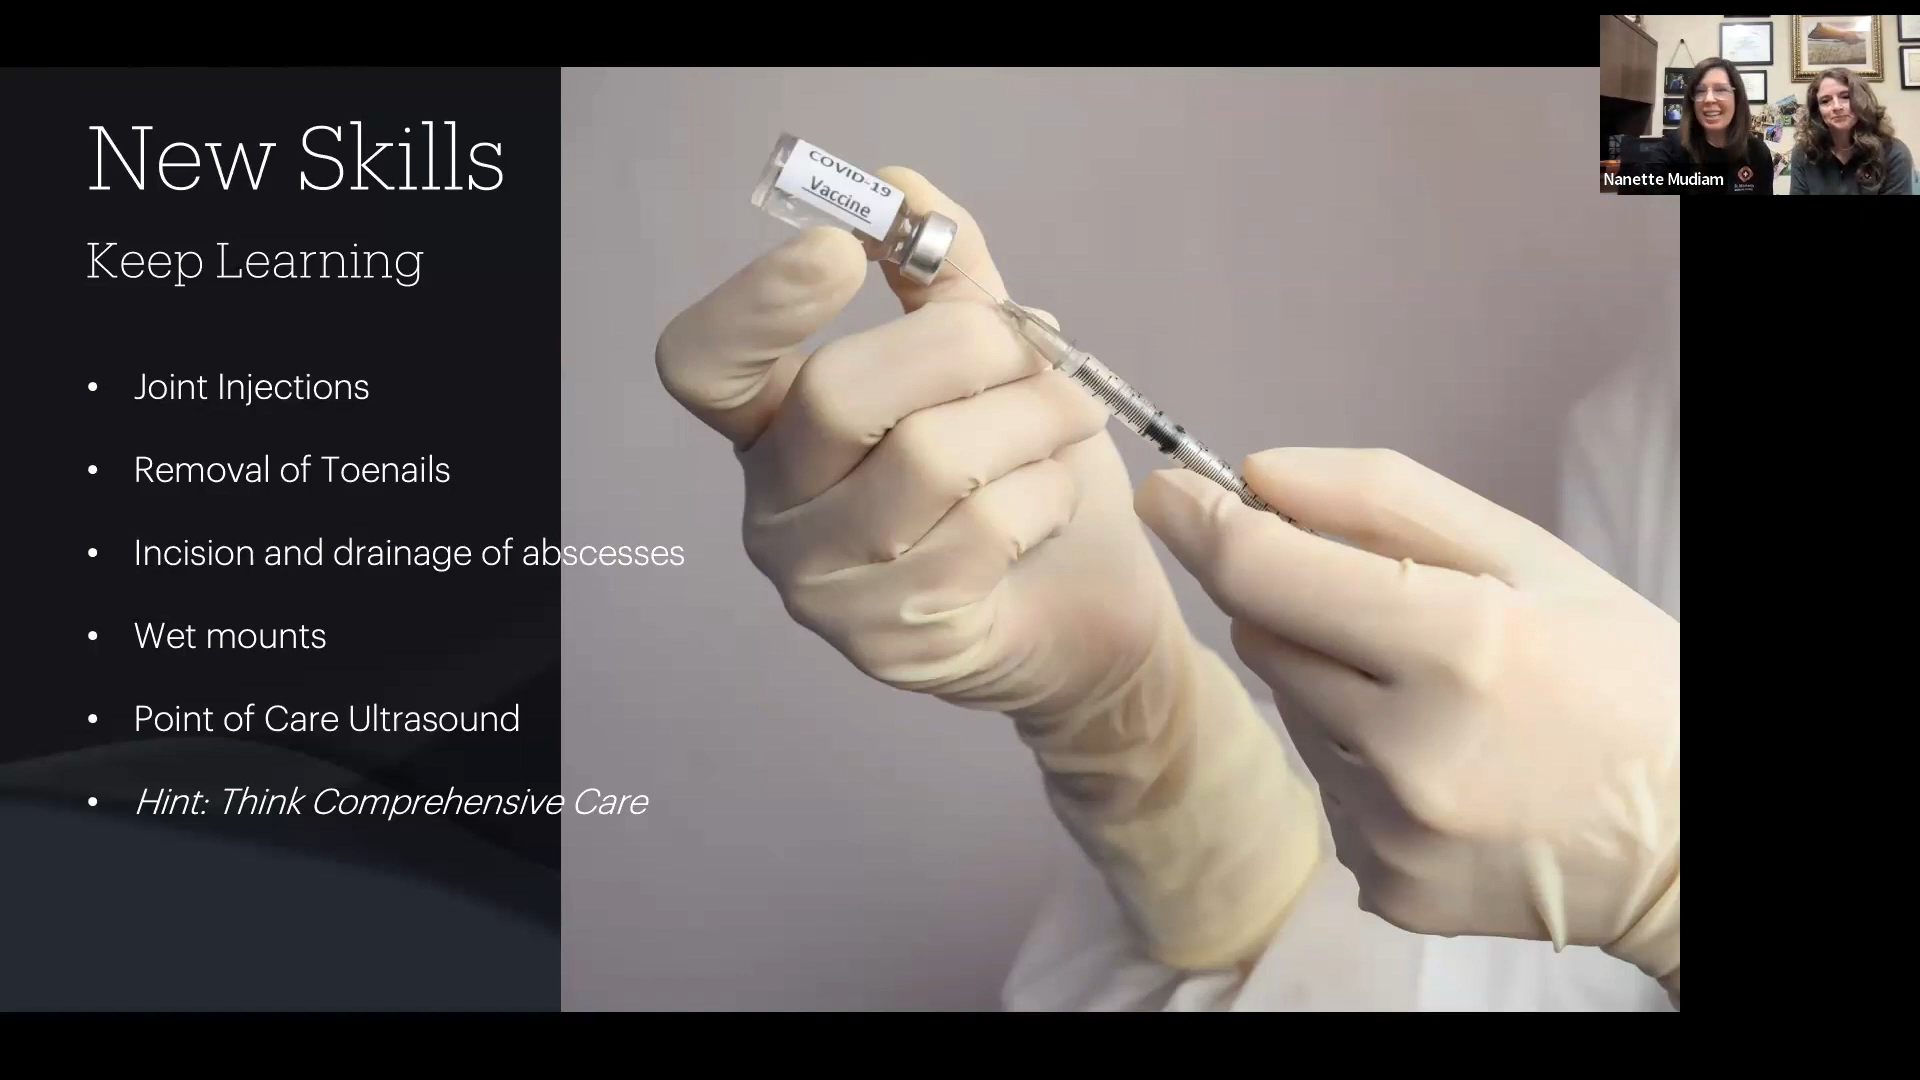 New Skills
Keep Learning
• Joint Injections
• Removal of Toenails
• Incision and drainage of abscesses
• Wet mounts
• Point of Care Ultrasound
• Hint: Think Comprehensive Care
COVID-19
Vaccine
Nanette Mudiam